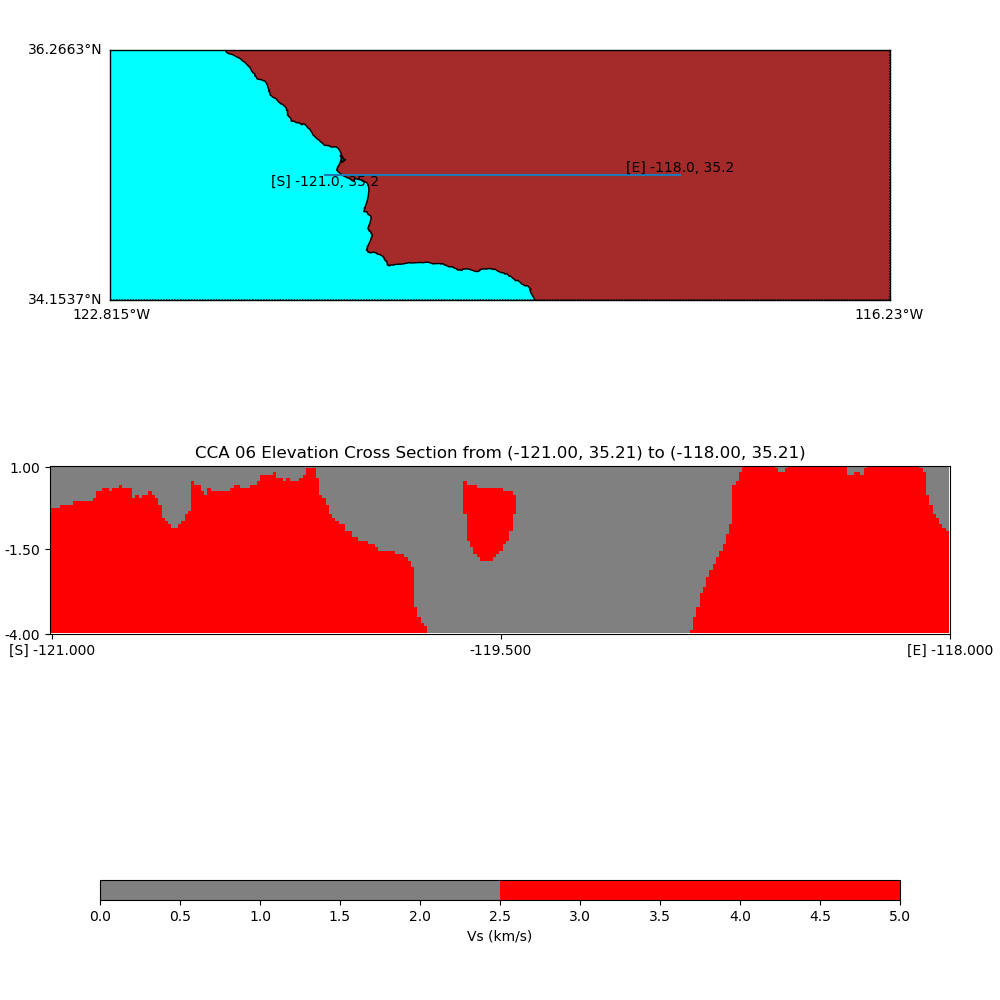 36.2663°N
[E] -118.0, 35.2
[S] -121.0, 35.2
34.1537°N
122.815°W 116.23°W
CCA 06 Elevation Cross Section from (-121.00, 35.21) to (-118.00, 35.21)
1.00
-1.50
-4.00
[S] -121.000 -119.500 [E] -118.000
0.0 0.5 1.0 1.5 2.0 2.5 3.0 3.5 4.0 4.5 5.0
Vs (km/s)